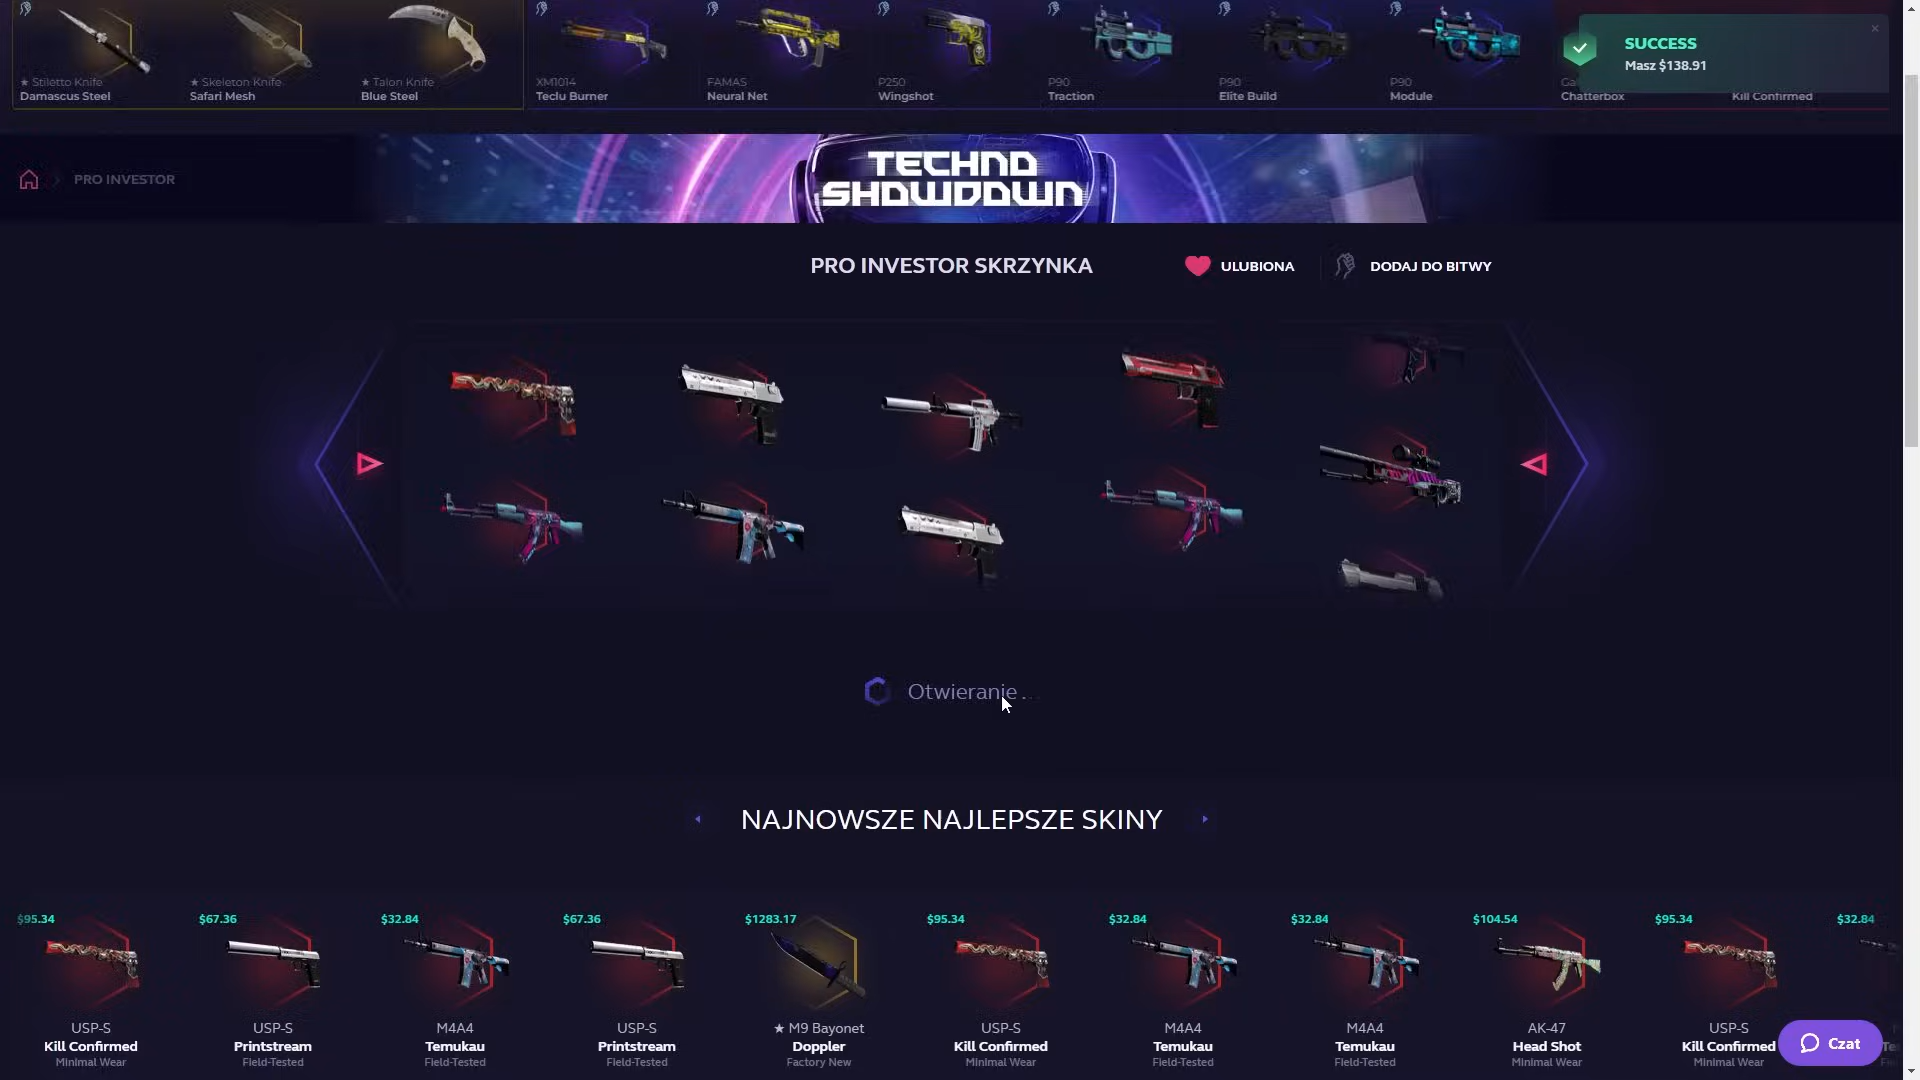 ★ Stiletto Knife
Damascus Steel
★ Skeleton Knife
Safari Mesh
★ Talon Knife
Blue Steel
XM1014
Teclu Burner
FAMAS
Neural Net
P250
Wingshot
P90
Traction
P90
Elite Build
P90
Module
Chatterbox
Kill Confirmed
SUCCESS
Masz $138.91
PRO INVESTOR
TECHNO
SHOWDOWN
PRO INVESTOR SKRZYNKA
ULUBIONA
DODAJ DO BITWY
Otwieranie .
NAJNOWSZE NAJLEPSZE SKINY
$95.34
USP-S
Kill Confirmed
Minimal Wear
$67.36
USP-S
Printstream
Field-Tested
$32.84
M4A4
Temukau
Field-Tested
$67.36
USP-S
Printstream
Field-Tested
$1283.17
★ M9 Bayonet
Doppler
Factory New
$95.34
USP-S
Kill Confirmed
Minimal Wear
$32.84
M4A4
Temukau
Field-Tested
$32.84
M4A4
Temukau
Field-Tested
$104.54
AK-47
Head Shot
Minimal Wear
$95.34
USP-S
Kill Confirmed
Minimal Wear
$32.84
Czat